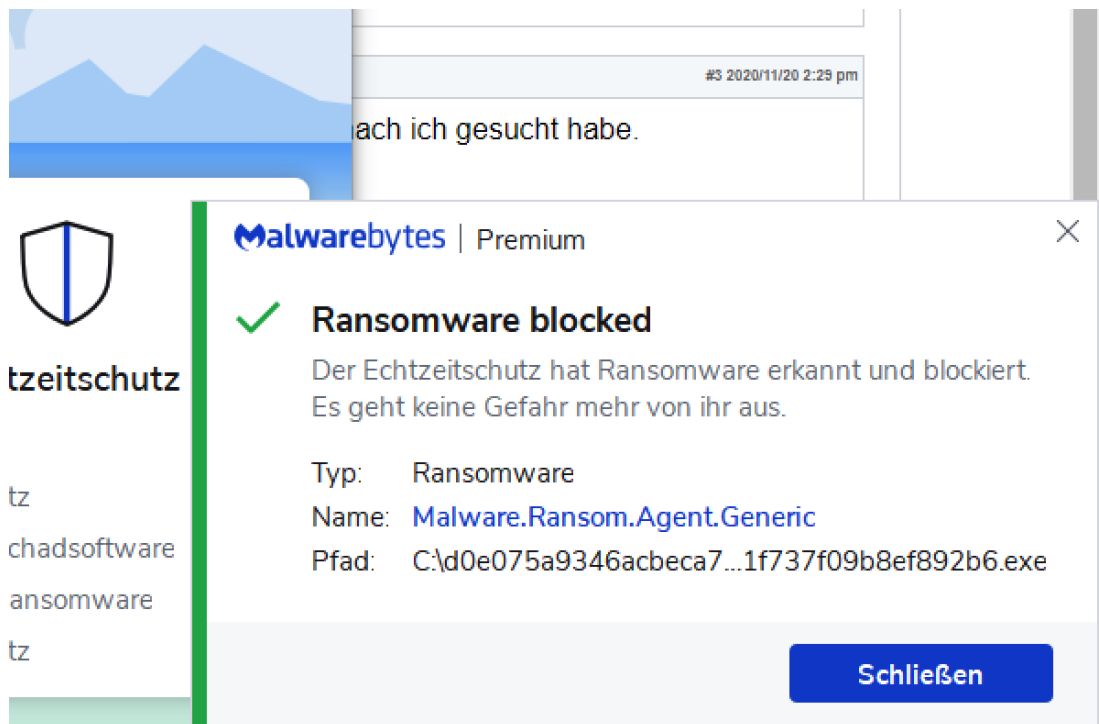 #3 2020/11/20 2:29 pm
ach ich gesucht habe.
Malwarebytes | Premium
Ransomware blocked
Der Echtzeitschutz hat Ransomware erkannt und blockiert.
Es geht keine Gefahr mehr von ihr aus.
Typ: Ransomware
Name: Malware.Ransom.Agent.Generic
Pfad: C:\d0e075a9346acbeca7...1f737f09b8ef892b6.exe
Schließen
tzeitschutz
tz
chadsoftware
ansomware
tz